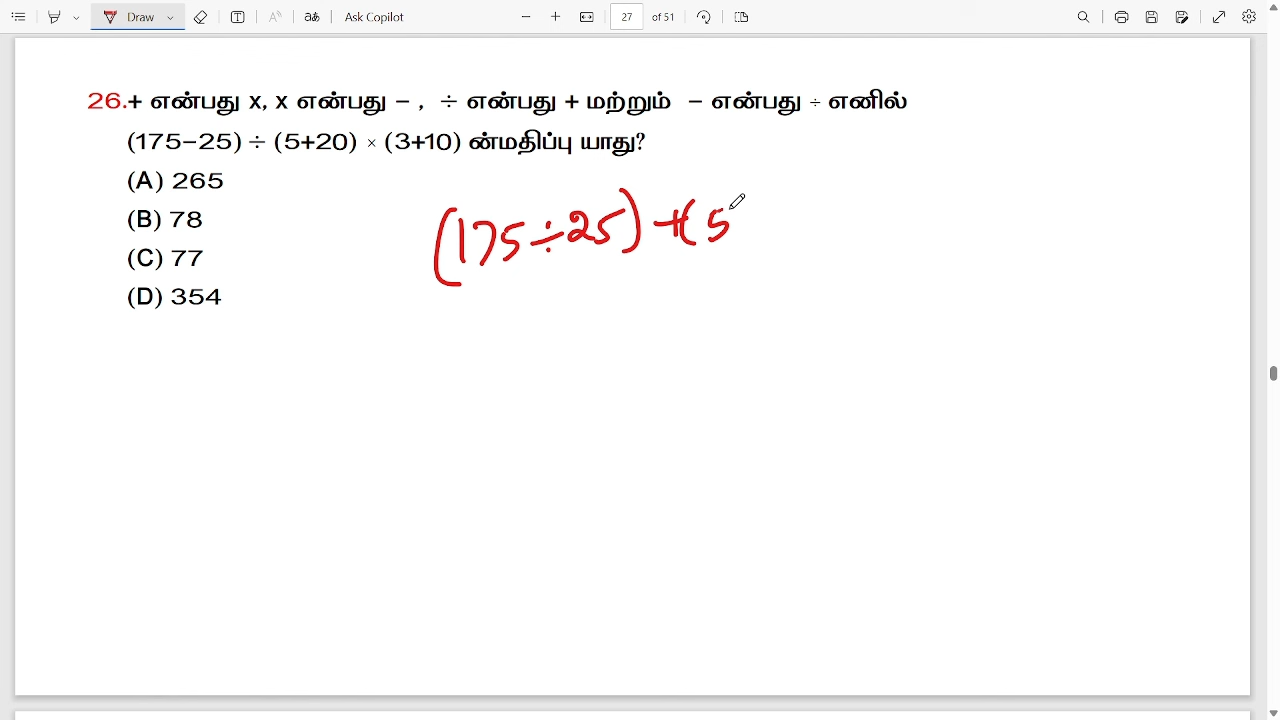 Draw
Ask Copilot
27 of 51
26.+ என்பது x, x என்பது − , ÷ என்பது + மற்றும் − என்பது ÷ எனில்
(175−25) ÷ (5+20) × (3+10) ன்மதிப்பு யாது?
(A) 265
(B) 78
(C) 77
(D) 354
(175÷25) +(5